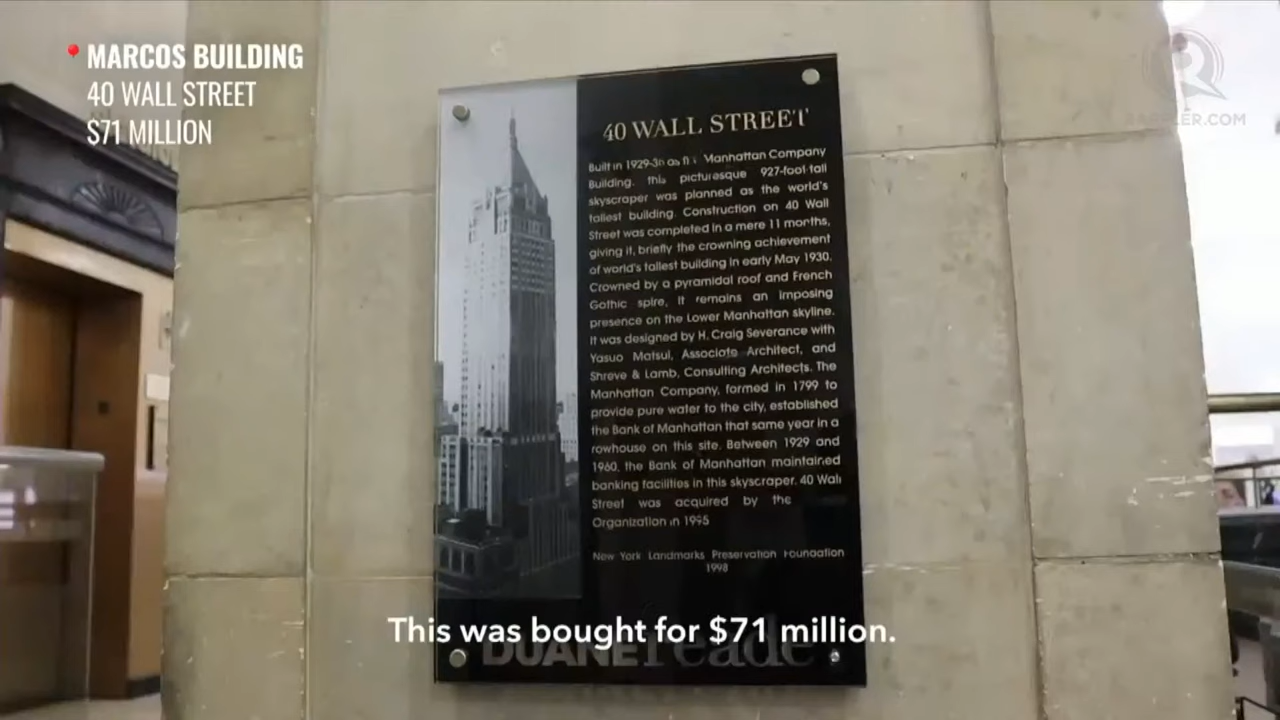 MARCOS BUILDING
40 WALL STREET
$71 MILLION
RAPPLER.COM
40 WALL STREET
Built in 1929-30 as the Manhattan Company
Building, this picturesque 927-foot-tall
skyscraper was planned as the world's
tallest building. Construction on 40 Wall
Street was completed in a mere 11 months,
giving it, briefly the crowning achievement
of world's tallest building in early May 1930.
Crowned by a pyramidal roof and French
Gothic spire, it remains an imposing
presence on the Lower Manhattan skyline.
It was designed by H. Craig Severance with
Yasuo Matsui, Associate Architect, and
Shreve & Lamb, Consulting Architects. The
Manhattan Company, formed in 1799 to
provide pure water to the city, established
the Bank of Manhattan that same year in a
rowhouse on this site. Between 1929 and
1960, the Bank of Manhattan maintained
banking facilities in this skyscraper. 40 Wall
Street was acquired by the
Organization in 1995
New York Landmarks Preservation Foundation
1998
This was bought for $71 million.
DUANEreade